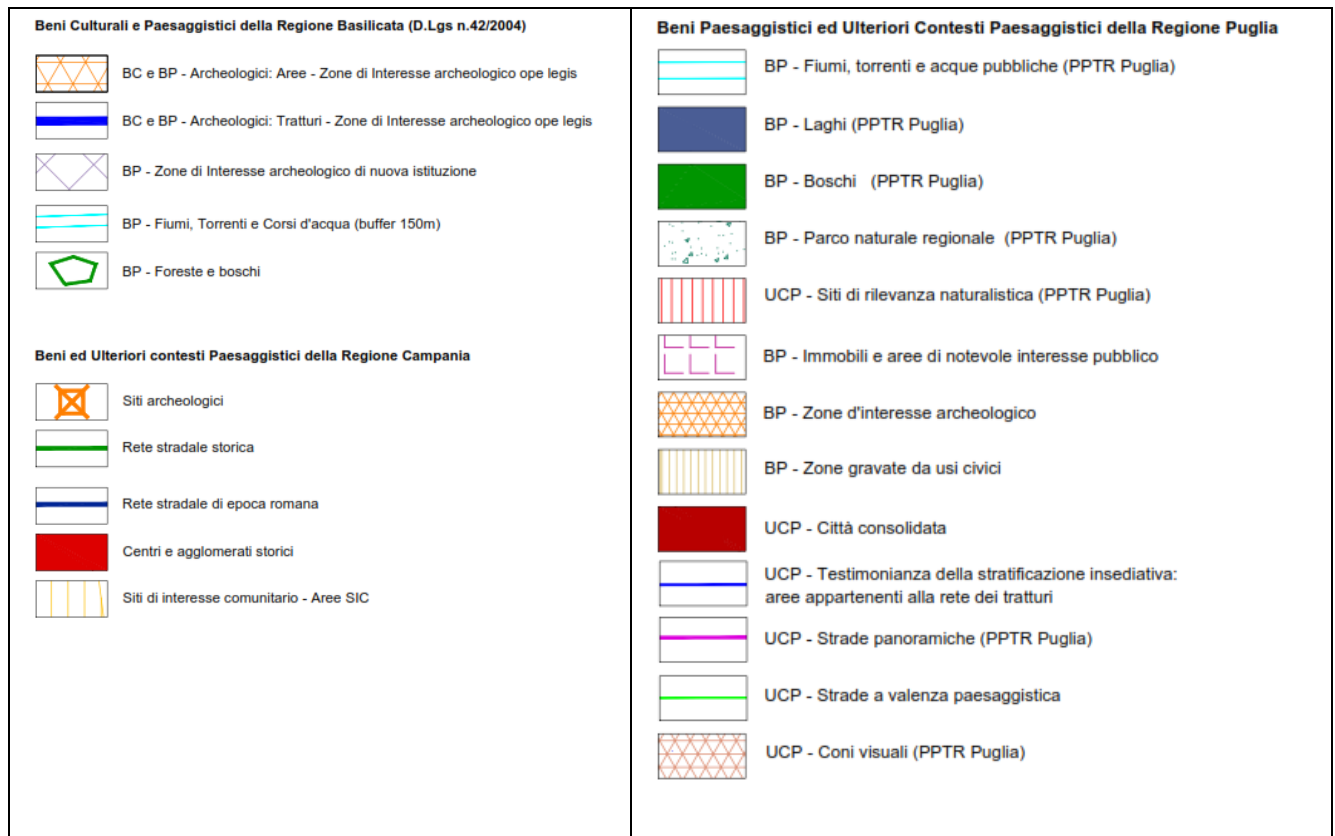 Beni Culturali e Paesaggistici della Regione Basilicata (D.Lgs n.42/2004)
BC e BP - Archeologici: Aree - Zone di Interesse archeologico ope legis
BC e BP - Archeologici: Tratturi - Zone di Interesse archeologico ope legis
BP - Zone di Interesse archeologico di nuova istituzione
BP - Fiumi, Torrenti e Corsi d'acqua (buffer 150m)
BP - Foreste e boschi
Beni ed Ulteriori contesti Paesaggistici della Regione Campania
Siti archeologici
Rete stradale storica
Rete stradale di epoca romana
Centri e agglomerati storici
Siti di interesse comunitario - Aree SIC
Beni Paesaggistici ed Ulteriori Contesti Paesaggistici della Regione Puglia
BP - Fiumi, torrenti e acque pubbliche (PPTR Puglia)
BP - Laghi (PPTR Puglia)
BP - Boschi (PPTR Puglia)
BP - Parco naturale regionale (PPTR Puglia)
UCP - Siti di rilevanza naturalistica (PPTR Puglia)
BP - Immobili e aree di notevole interesse pubblico
BP - Zone d'interesse archeologico
BP - Zone gravate da usi civici
UCP - Città consolidata
UCP - Testimonianza della stratificazione insediativa:
aree appartenenti alla rete dei tratturi
UCP - Strade panoramiche (PPTR Puglia)
UCP - Strade a valenza paesaggistica
UCP - Coni visuali (PPTR Puglia)